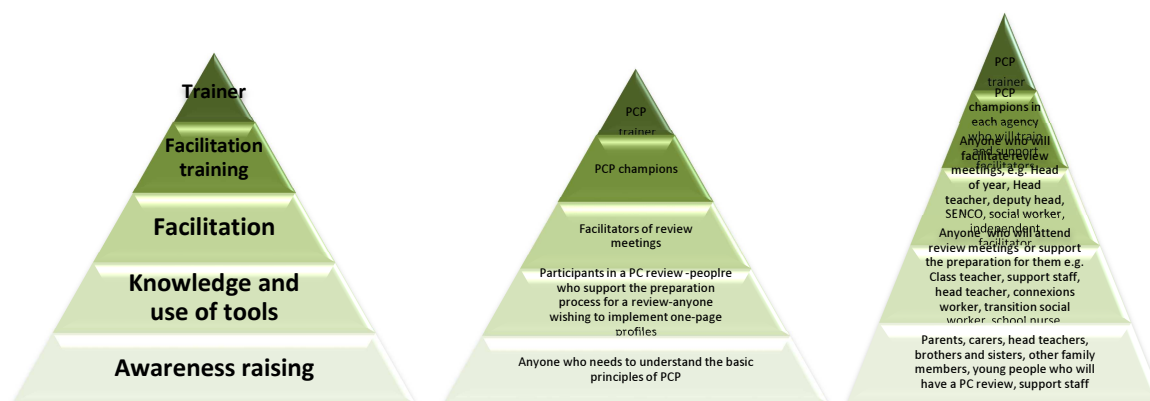 Trainer
Facilitation
training
Facilitation
Knowledge and
use of tools
Awareness raising
PCP
trainer
PCP champions
Facilitators of review
meetings
Participants in a PC review -peoplre
who support the preparation
process for a review-anyone
wishing to implement one-page
profiles
Anyone who needs to understand the basic
principles of PCP
PCP
trainer
PCP
champions in
each agency
who will train
and support
facilitators
Anyone who will
facilitate review
meetings, e.g. Head
of year, Head
teacher, deputy head,
SENCO, social worker,
independent
facilitator
Anyone who will attend
review meetings or support
the preparation for them e.g.
Class teacher, support staff,
head teacher, connexions
worker, transition social
worker, school nurse
Parents, carers, head teachers,
brothers and sisters, other family
members, young people who will
have a PC review, support staff